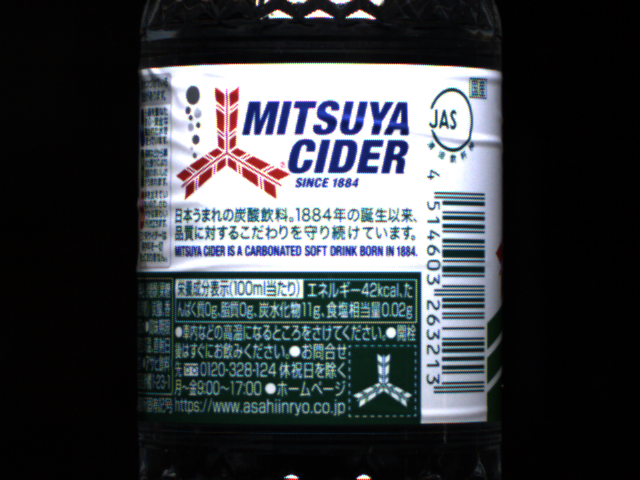 MITSUYA
CIDER
SINCE 1884
日本うまれの炭酸飲料。1884年の誕生以来、
品質に対するこだわりを守り続けています。
MITSUYA CIDER IS A CARBONATED SOFT DRINK BORN IN 1884.
栄養成分表示(100ml当たり) エネルギー42kcal、た
んぱく質0g、脂質0g、炭水化物11g、食塩相当量0.02g
●車内などの高温になるところをさけてください。●開栓
後はすぐにお飲みください。●お問合せ
先 0120-328-124 休祝日を除く
月~金9:00~17:00 ●ホームページ
https://www.asahiinryo.co.jp
JAS
4 514603 263213